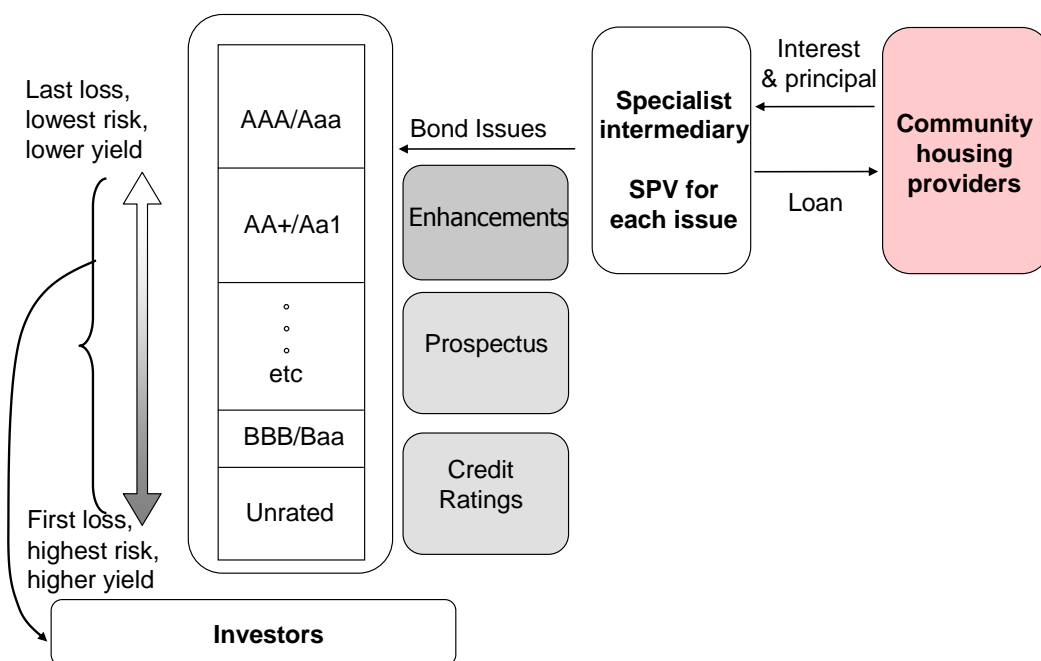 Last loss,
lowest risk,
lower yield
AAA/Aaa
AA+/Aa1
etc
BBB/Baa
Unrated
First loss,
highest risk,
higher yield
Bond Issues
Enhancements
Prospectus
Credit
Ratings
Specialist
intermediary
SPV for
each issue
Interest
& principal
Loan
Community
housing
providers
Investors